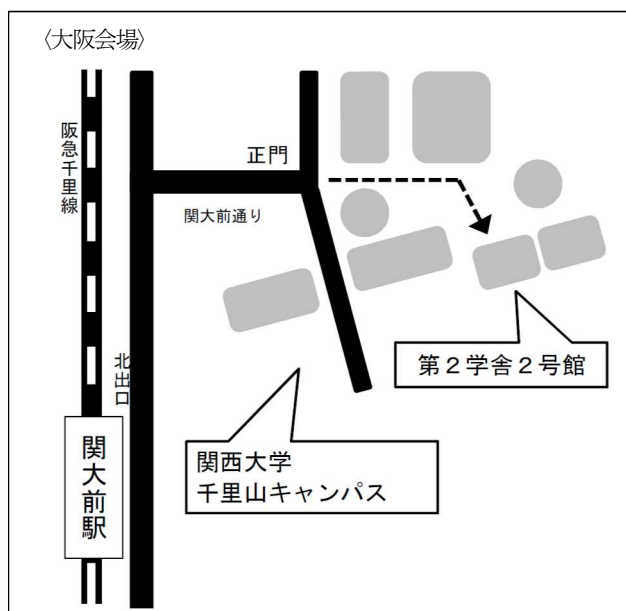 〈大阪会場〉
阪急千里線
正門
関大前通り
北出口
第２学舎２号館
関西大学
千里山キャンパス
関大前駅